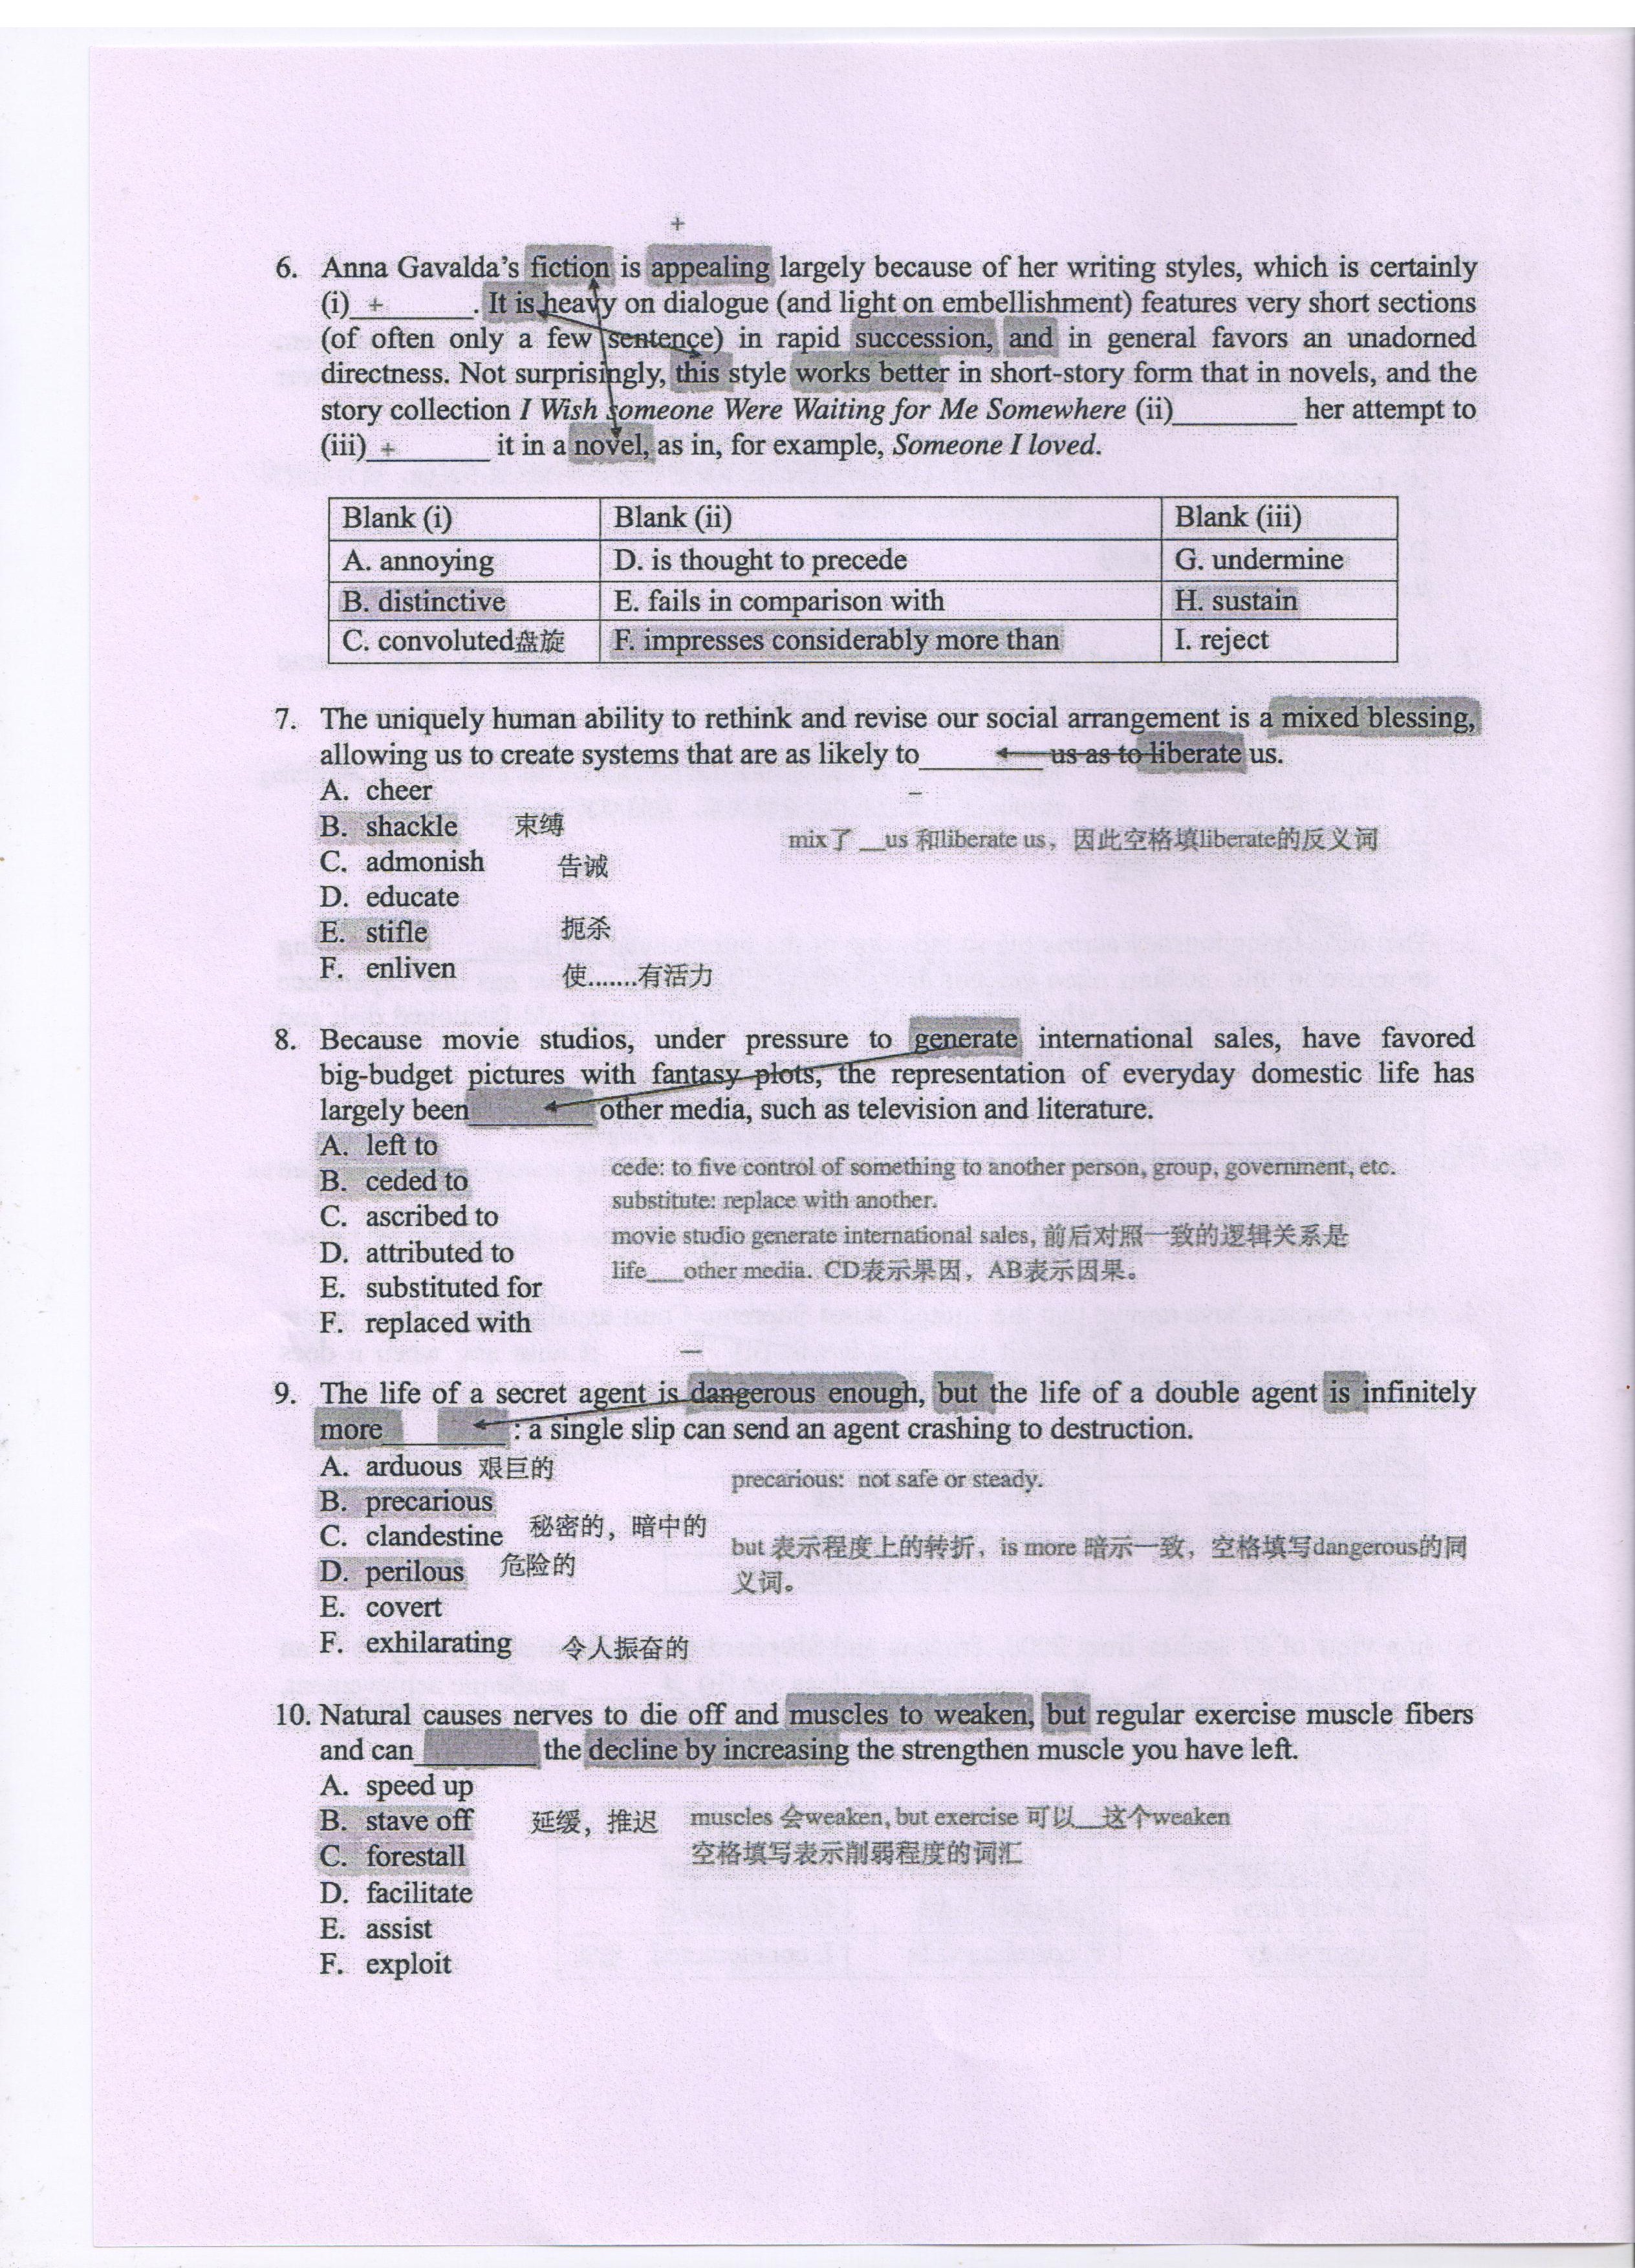 +
6. Anna Gavalda's fiction is appealing largely because of her writing styles, which is certainly
(i) + ________. It is heavy on dialogue (and light on embellishment) features very short sections
(of often only a few sentence) in rapid succession, and in general favors an unadorned
directness. Not surprisingly, this style works better in short-story form that in novels, and the
story collection I Wish someone Were Waiting for Me Somewhere (ii)________ her attempt to
(iii) + ________ it in a novel, as in, for example, Someone I loved.
Blank (i) Blank (ii) Blank (iii)
A. annoying D. is thought to precede G. undermine
B. distinctive E. fails in comparison with H. sustain
C. convoluted盘旋 F. impresses considerably more than I. reject
7. The uniquely human ability to rethink and revise our social arrangement is a mixed blessing,
allowing us to create systems that are as likely to________ us as to liberate us.
A. cheer –
B. shackle 束缚
mix了 __us 和liberate us，因此空格填liberate的反义词
C. admonish 告诫
D. educate
E. stifle 扼杀
F. enliven 使.......有活力
8. Because movie studios, under pressure to generate international sales, have favored
big-budget pictures with fantasy plots, the representation of everyday domestic life has
largely been________ other media, such as television and literature.
A. left to
B. ceded to
C. ascribed to
D. attributed to
E. substituted for
F. replaced with
cede: to five control of something to another person, group, government, etc.
substitute: replace with another.
movie studio generate international sales, 前后对照一致的逻辑关系是
life___other media. CD表示果因，AB表示因果。
—
9. The life of a secret agent is dangerous enough, but the life of a double agent is infinitely
more________ : a single slip can send an agent crashing to destruction.
A. arduous 艰巨的
B. precarious
C. clandestine 秘密的，暗中的
D. perilous 危险的
E. covert
F. exhilarating 令人振奋的
precarious: not safe or steady.
but 表示程度上的转折，is more 暗示一致，空格填写dangerous的同
义词。
10. Natural causes nerves to die off and muscles to weaken, but regular exercise muscle fibers
and can ________ the decline by increasing the strengthen muscle you have left.
A. speed up
B. stave off 延缓，推迟
C. forestall
D. facilitate
E. assist
F. exploit
muscles 会weaken, but exercise 可以__这个weaken
空格填写表示削弱程度的词汇